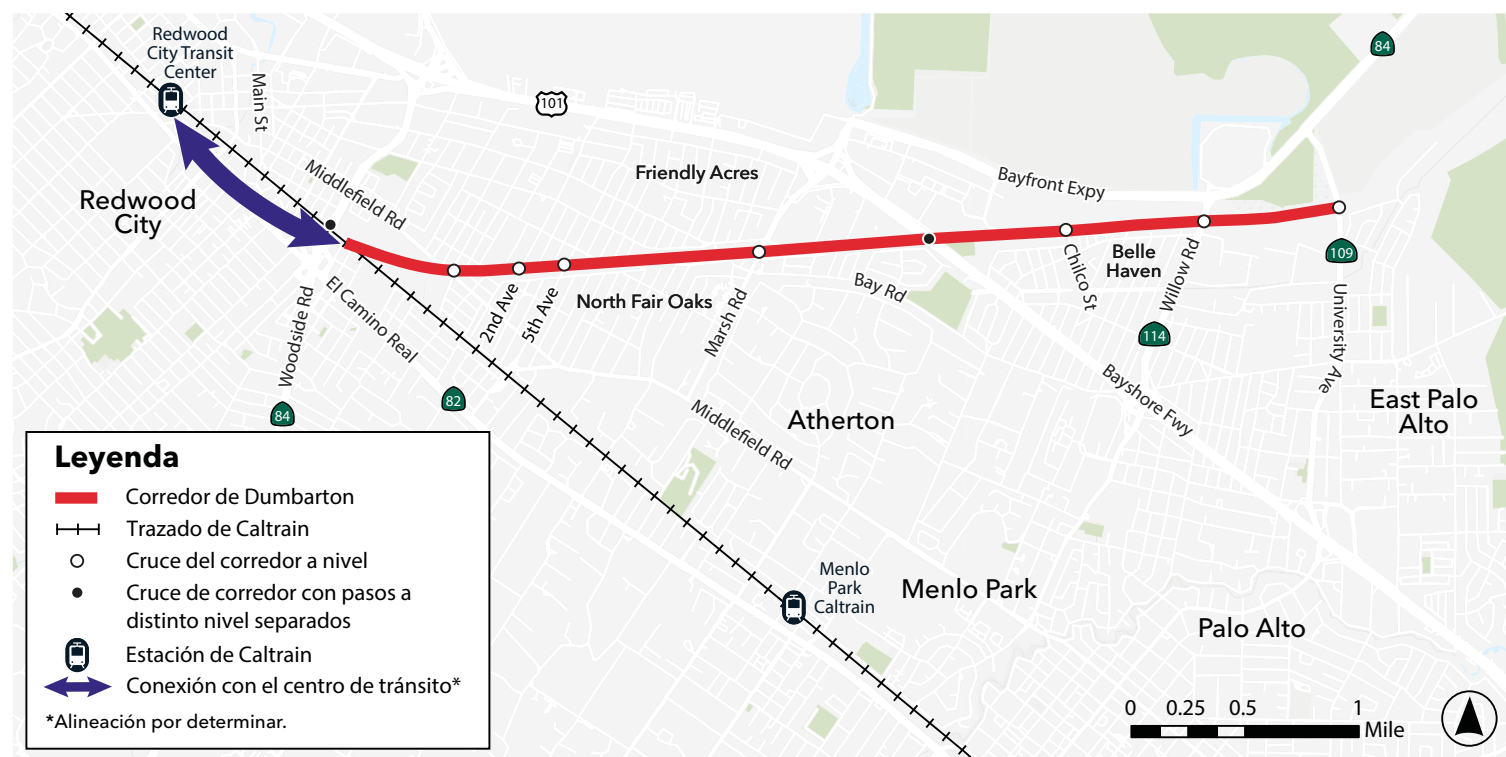 Redwood
City Transit
Center
Main St
101
84
Middlefield Rd
Friendly Acres
Bayfront Expy
Redwood
City
Belle
Haven
Chilco St
Willow Rd
109
Woodside Rd
El Camino Real
2nd Ave
5th Ave
North Fair Oaks
Marsh Rd
Bay Rd
114
University Ave
84
82
Bayshore Fwy
Middlefield Rd
Atherton
East Palo
Alto
Menlo
Park
Caltrain
Menlo Park
Palo Alto
Leyenda
Corredor de Dumbarton
Trazado de Caltrain
Cruce del corredor a nivel
Cruce de corredor con pasos a
distinto nivel separados
Estación de Caltrain
Conexión con el centro de tránsito*
*Alineación por determinar.
0 0.25 0.5 1
Mile